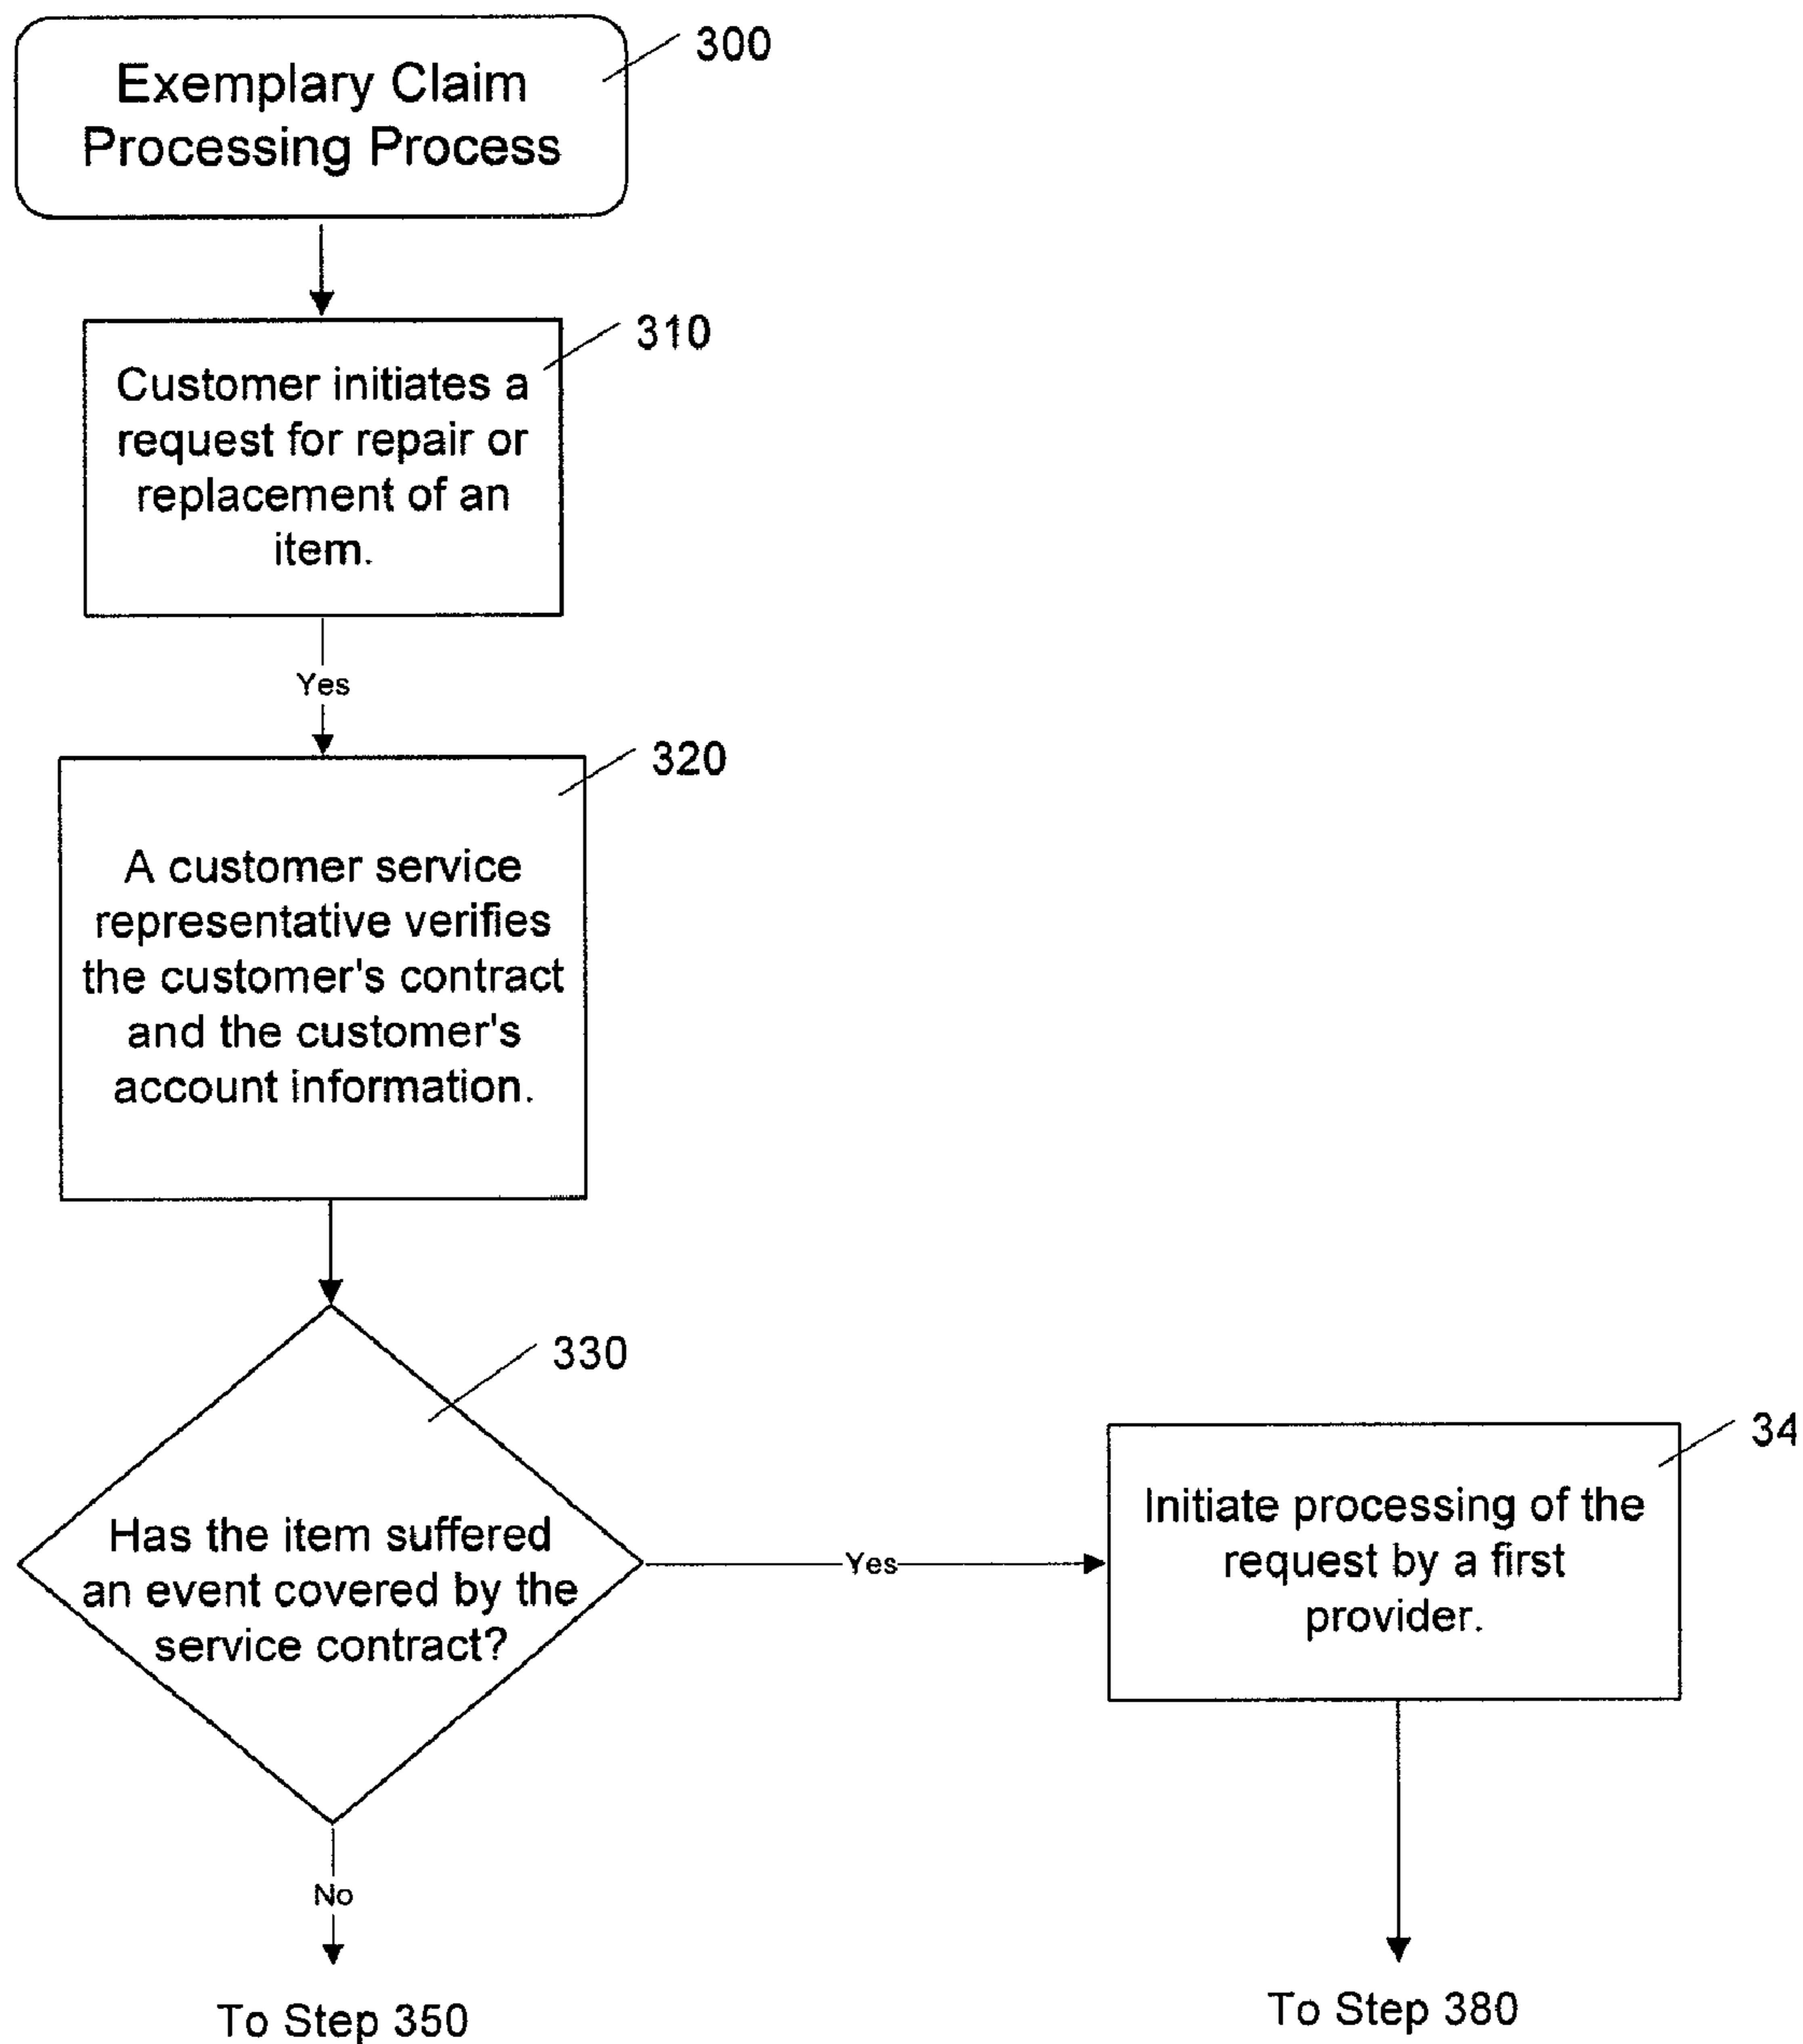 Exemplary Claim
Processing Process
300
310
Customer initiates a
request for repair or
replacement of an
item.
Yes
320
A customer service
representative verifies
the customer's contract
and the customer's
account information.
330
Has the item suffered
an event covered by the
service contract?
Yes
34
Initiate processing of the
request by a first
provider.
No
To Step 350
To Step 380